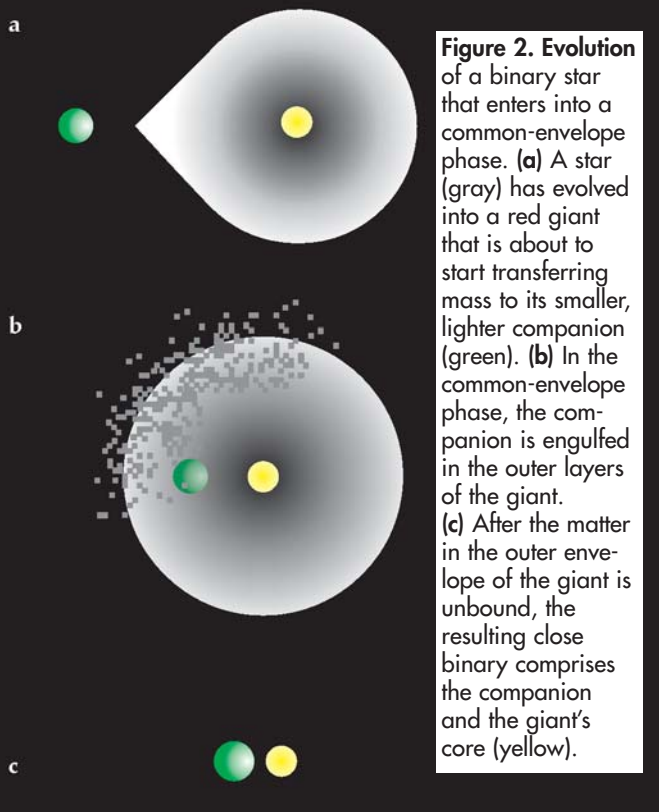 a
b
c
Figure 2. Evolution
of a binary star
that enters into a
common-envelope
phase. (a) A star
(gray) has evolved
into a red giant
that is about to
start transferring
mass to its smaller,
lighter companion
(green). (b) In the
common-envelope
phase, the com-
panion is engulfed
in the outer layers
of the giant.
(c) After the matter
in the outer enve-
lope of the giant is
unbound, the
resulting close
binary comprises
the companion
and the giant's
core (yellow).